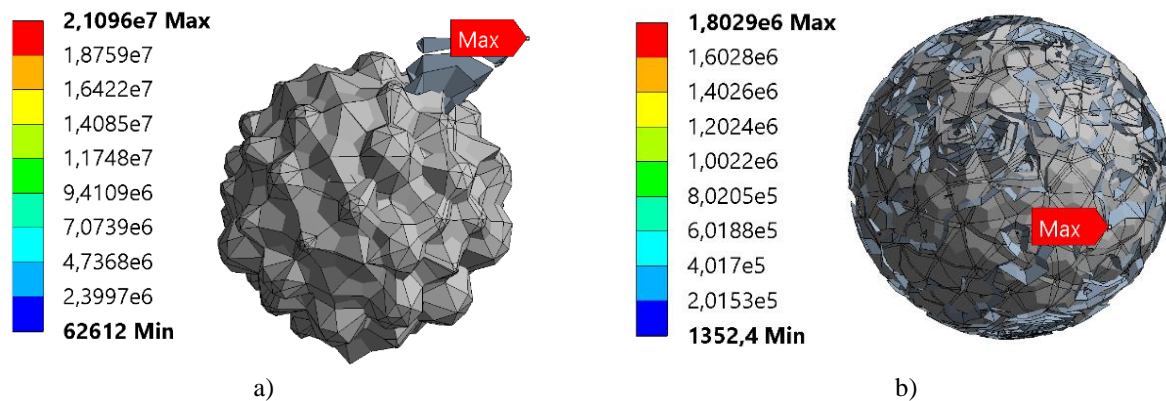 2,1096e7 Max
1,8759e7
1,6422e7
1,4085e7
1,1748e7
9,4109e6
7,0739e6
4,7368e6
2,3997e6
62612 Min
Max
a)
1,8029e6 Max
1,6028e6
1,4026e6
1,2024e6
1,0022e6
8,0205e5
6,0188e5
4,017e5
2,0153e5
1352,4 Min
Max
b)